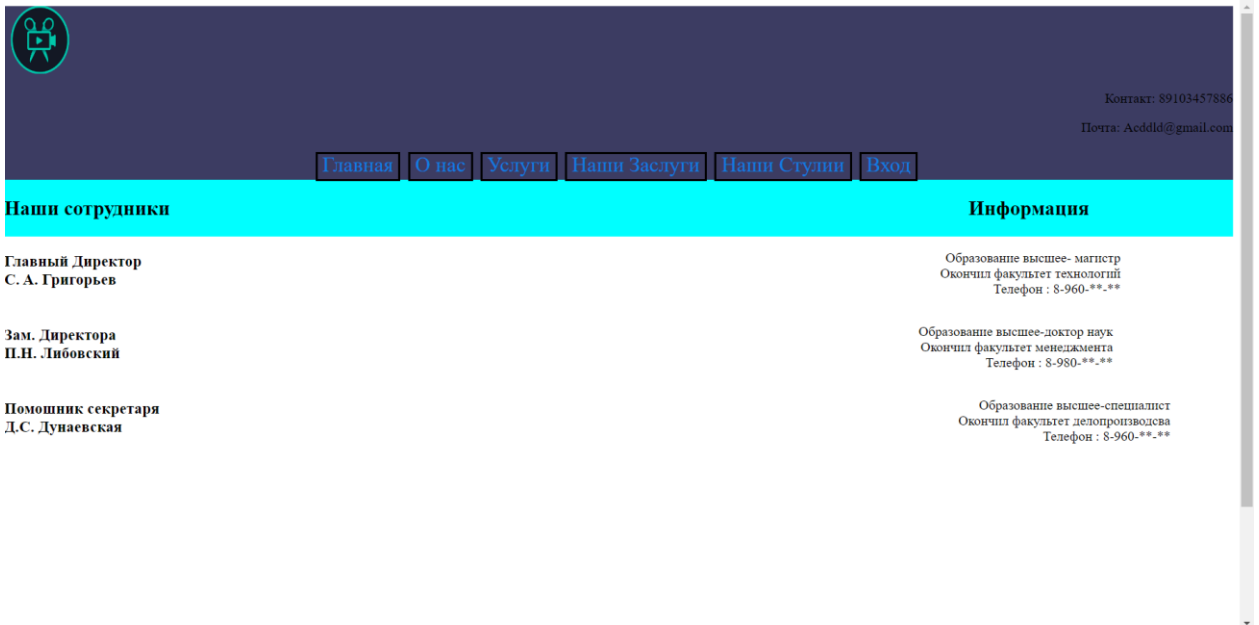 Контакт: 89103457886
Почта: Acddld@gmail.com
Главная О нас Услуги Наши Заслуги Наши Стулии Вход
Наши сотрудники Информация
Главный Директор
С. А. Григорьев
Образование высшее- магистр
Окончил факультет технологий
Телефон : 8-960-**-**
Зам. Директора
П.Н. Либовский
Образование высшее-доктор наук
Окончил факультет менеджмента
Телефон : 8-980-**-**
Помошник секретаря
Д.С. Дунаевская
Образование высшее-специалист
Окончил факультет делопроизводсва
Телефон : 8-960-**-**